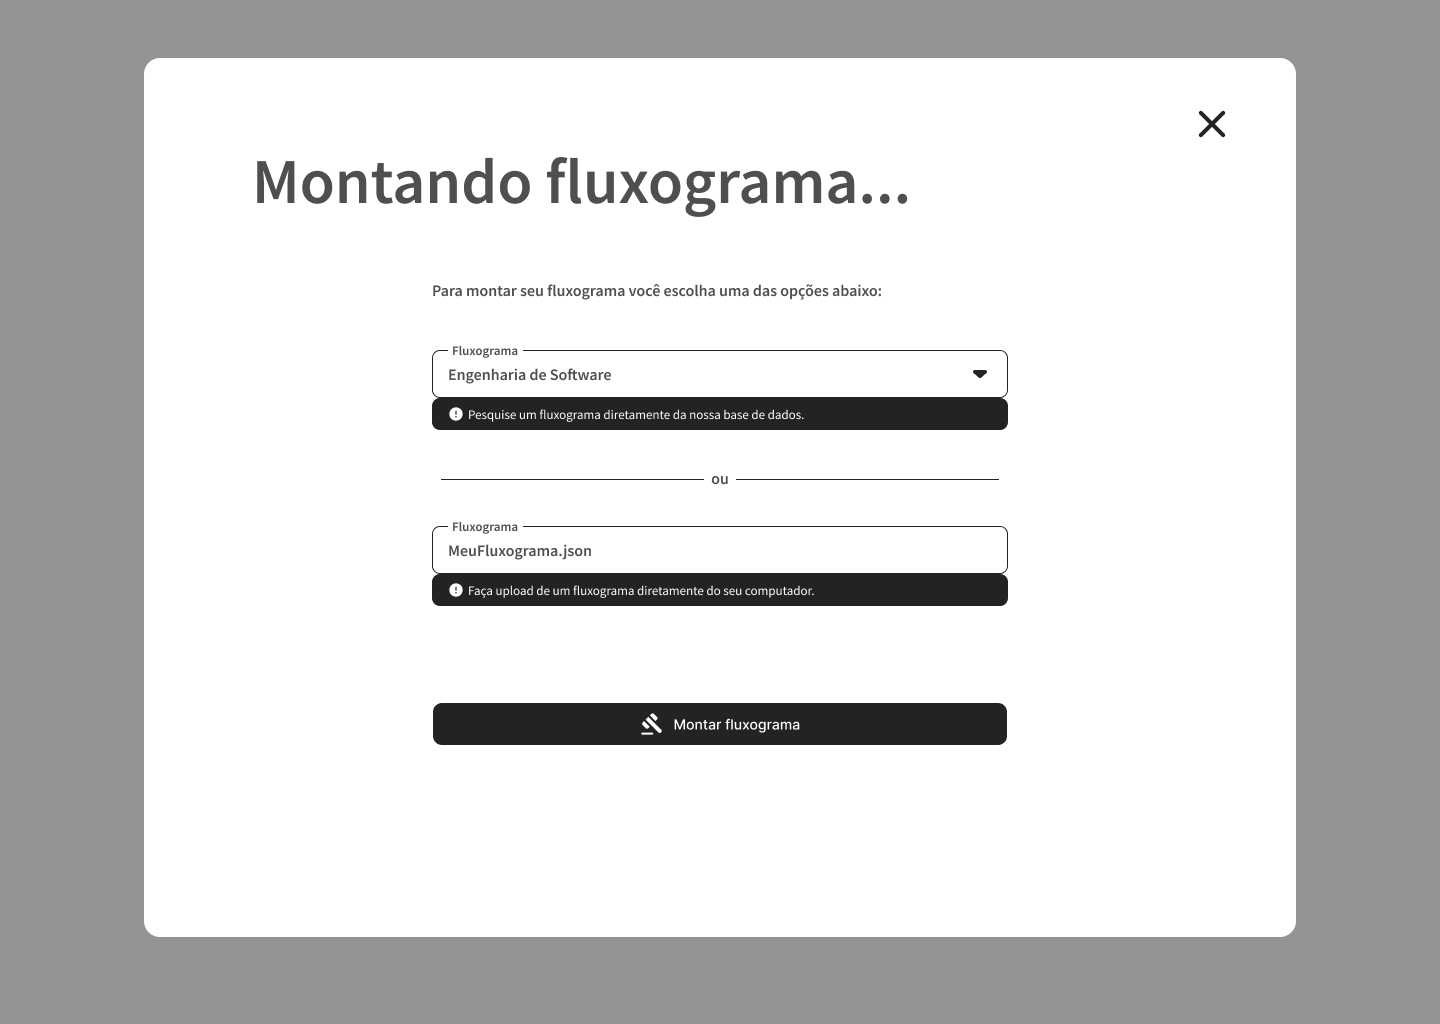 Montando fluxograma...
Para montar seu fluxograma você escolha uma das opções abaixo:
Fluxograma
Engenharia de Software
Pesquise um fluxograma diretamente da nossa base de dados.
ou
Fluxograma
MeuFluxograma.json
Faça upload de um fluxograma diretamente do seu computador.
Montar fluxograma